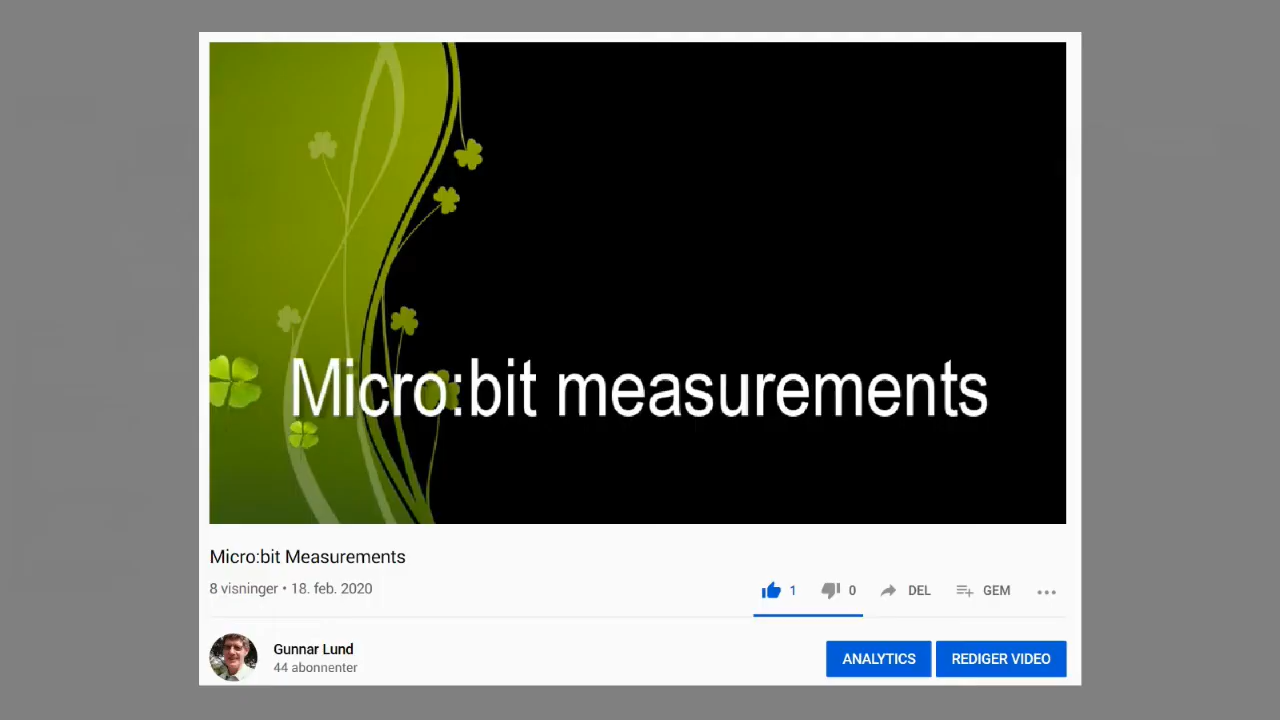 Micro:bit measurements
Micro:bit Measurements
8 visninger • 18. feb. 2020
1
0
DEL
GEM
Gunnar Lund
44 abonnenter
ANALYTICS
REDIGER VIDEO